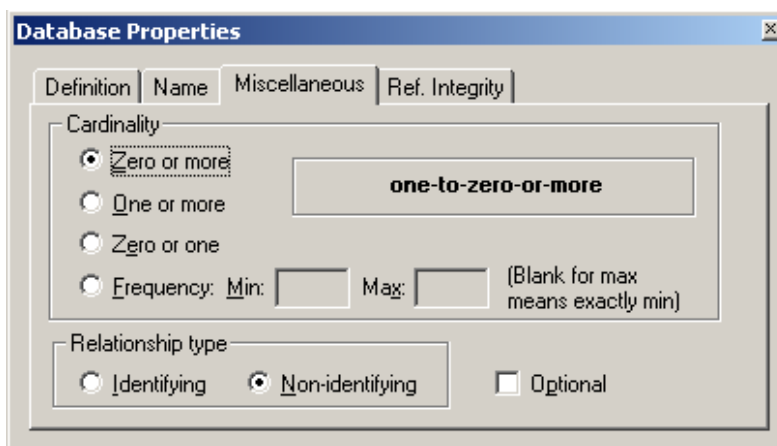 Database Properties
Definition Name Miscellaneous Ref. Integrity
Cardinality
Zero or more
one-to-zero-or-more
One or more
Zero or one
Frequency: Min: Max: (Blank for max
means exactly min)
Relationship type
Identifying Non-identifying Optional